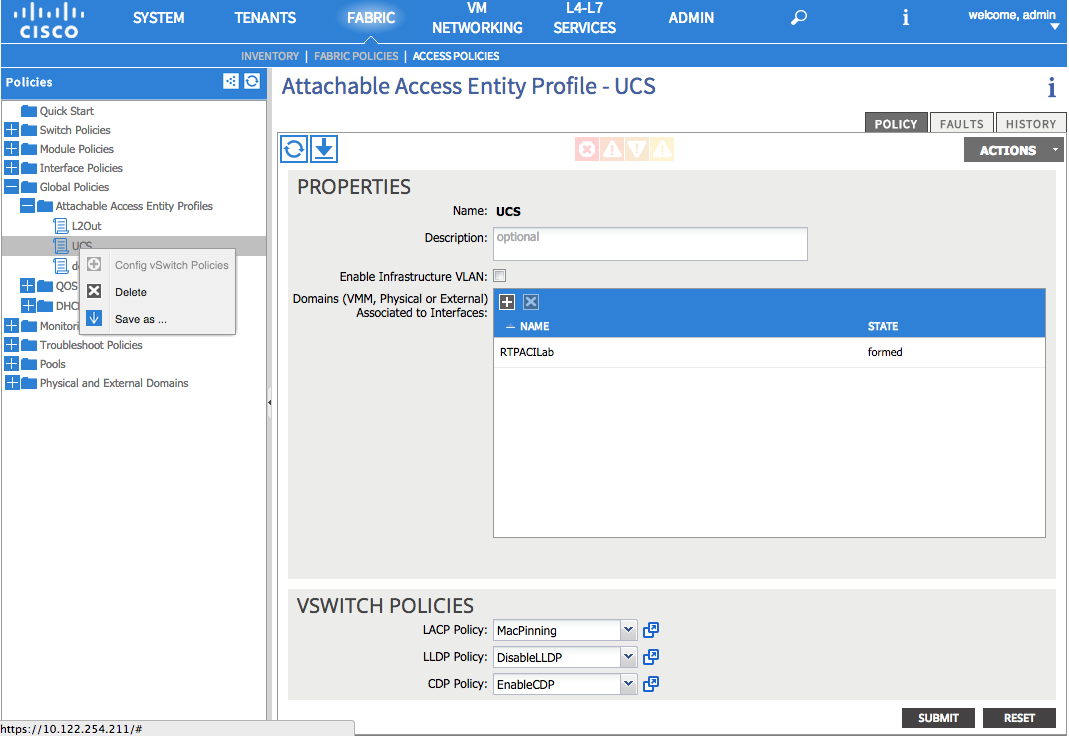 CISCO
SYSTEM
TENANTS
FABRIC
VM
NETWORKING
L4-L7
SERVICES
ADMIN
i
welcome, admin
INVENTORY | FABRIC POLICIES | ACCESS POLICIES
Policies
Quick Start
Switch Policies
Module Policies
Interface Policies
Global Policies
Attachable Access Entity Profiles
L2Out
UCS
QOS
DHC
Monitori
Troubleshoot Policies
Pools
Physical and External Domains
Config vSwitch Policies
Delete
Save as ...
Attachable Access Entity Profile - UCS
i
POLICY
FAULTS
HISTORY
ACTIONS
PROPERTIES
Name: UCS
Description: optional
Enable Infrastructure VLAN:
Domains (VMM, Physical or External)
Associated to Interfaces:
NAME STATE
RTPACILab formed
VSWITCH POLICIES
LACP Policy: MacPinning
LLDP Policy: DisableLLDP
CDP Policy: EnableCDP
SUBMIT RESET
https://10.122.254.211/#